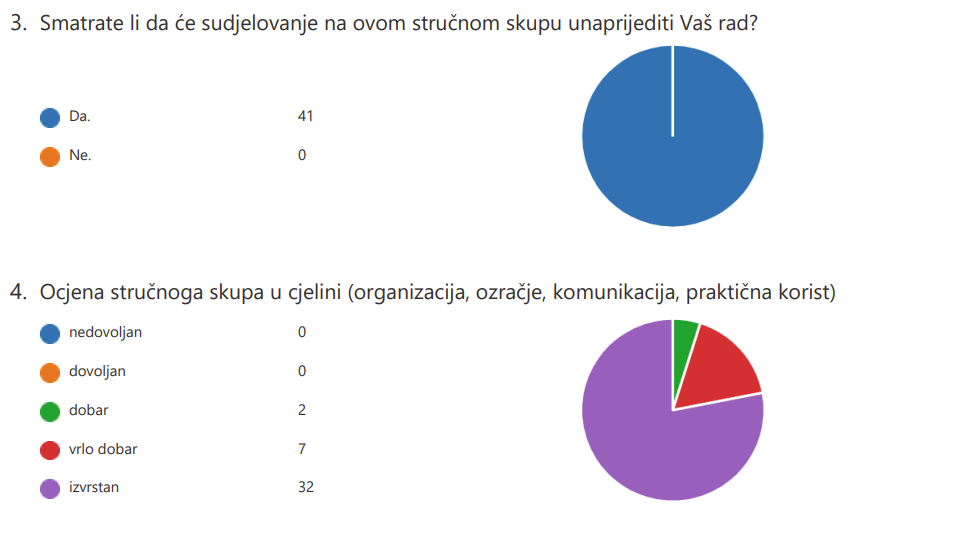 3. Smatrate li da će sudjelovanje na ovom stručnom skupu unaprijediti Vaš rad?
Da. 41
Ne. 0
4. Ocjena stručnoga skupa u cjelini (organizacija, ozračje, komunikacija, praktična korist)
nedovoljan 0
dovoljan 0
dobar 2
vrlo dobar 7
izvrstan 32